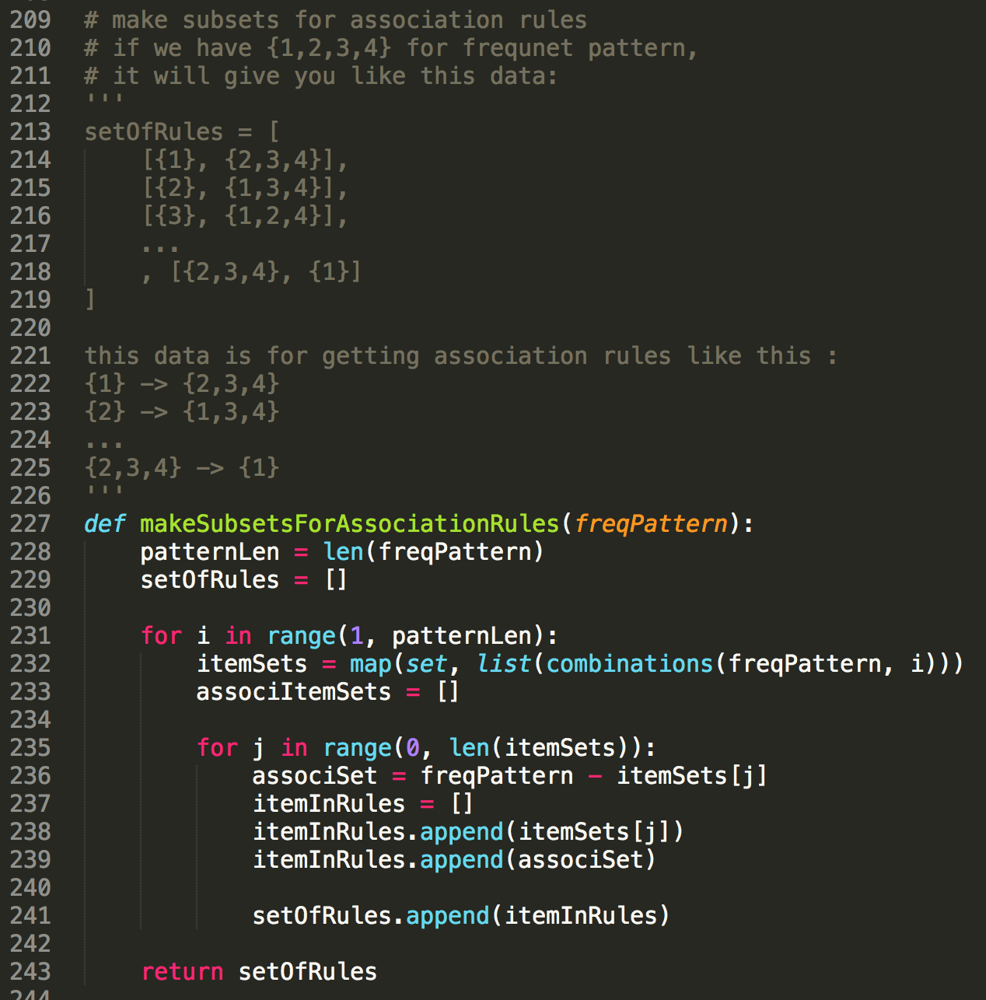 209 # make subsets for association rules
210 # if we have {1,2,3,4} for frequnet pattern,
211 # it will give you like this data:
212 '''
213 setOfRules = [
214     [{1}, {2,3,4}],
215     [{2}, {1,3,4}],
216     [{3}, {1,2,4}],
217     ...
218     , [{2,3,4}, {1}]
219 ]
220
221 this data is for getting association rules like this :
222 {1} -> {2,3,4}
223 {2} -> {1,3,4}
224 ...
225 {2,3,4} -> {1}
226 '''
227 def makeSubsetsForAssociationRules(freqPattern):
228     patternLen = len(freqPattern)
229     setOfRules = []
230
231     for i in range(1, patternLen):
232         itemSets = map(set, list(combinations(freqPattern, i)))
233         associItemSets = []
234
235         for j in range(0, len(itemSets)):
236             associSet = freqPattern - itemSets[j]
237             itemInRules = []
238             itemInRules.append(itemSets[j])
239             itemInRules.append(associSet)
240
241             setOfRules.append(itemInRules)
242
243     return setOfRules
244